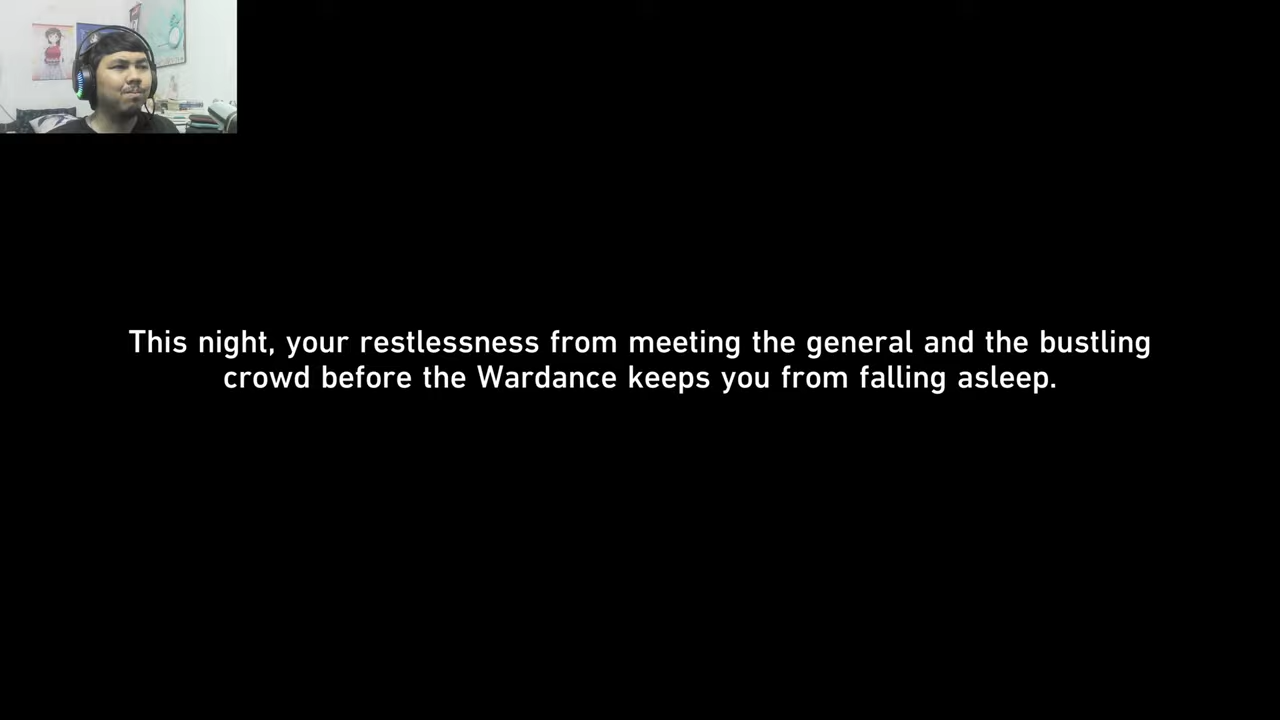 This night, your restlessness from meeting the general and the bustling
crowd before the Wardance keeps you from falling asleep.